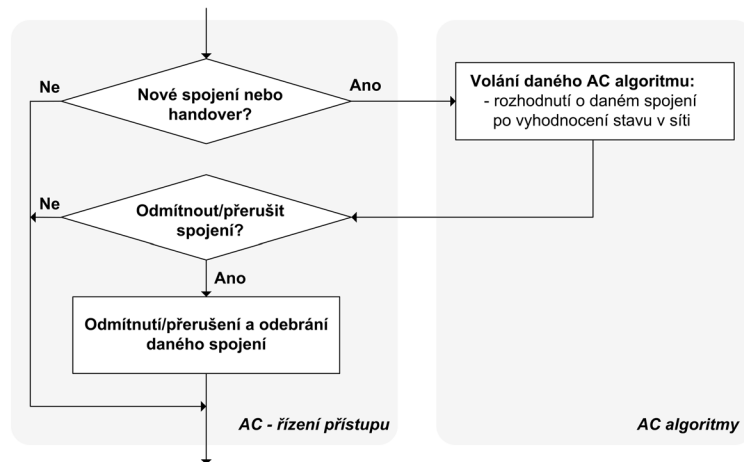 Ne
Nové spojení nebo
handover?
Ano
Volání daného AC algoritmu:
- rozhodnutí o daném spojení
po vyhodnocení stavu v síti
Ne
Odmítnout/přerušit
spojení?
Ano
Odmítnutí/přerušení a odebrání
daného spojení
AC - řízení přístupu
AC algoritmy